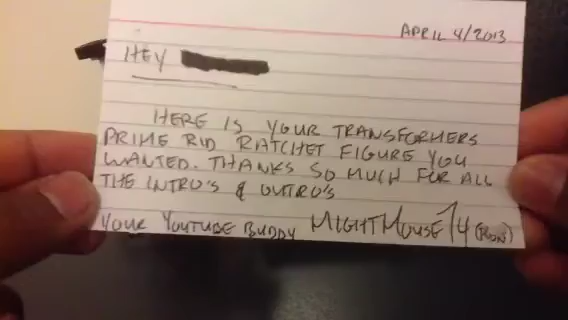 APRIL 4/2013
HEY
HERE IS YOUR TRANSFORMERS
PRIME RID RATCHET FIGURE YOU
WANTED. THANKS SO MUCH FOR ALL
THE INTRO'S & OUTRO'S
YOUR YOUTUBE BUDDY MIGHTMOUSE74 (RON)